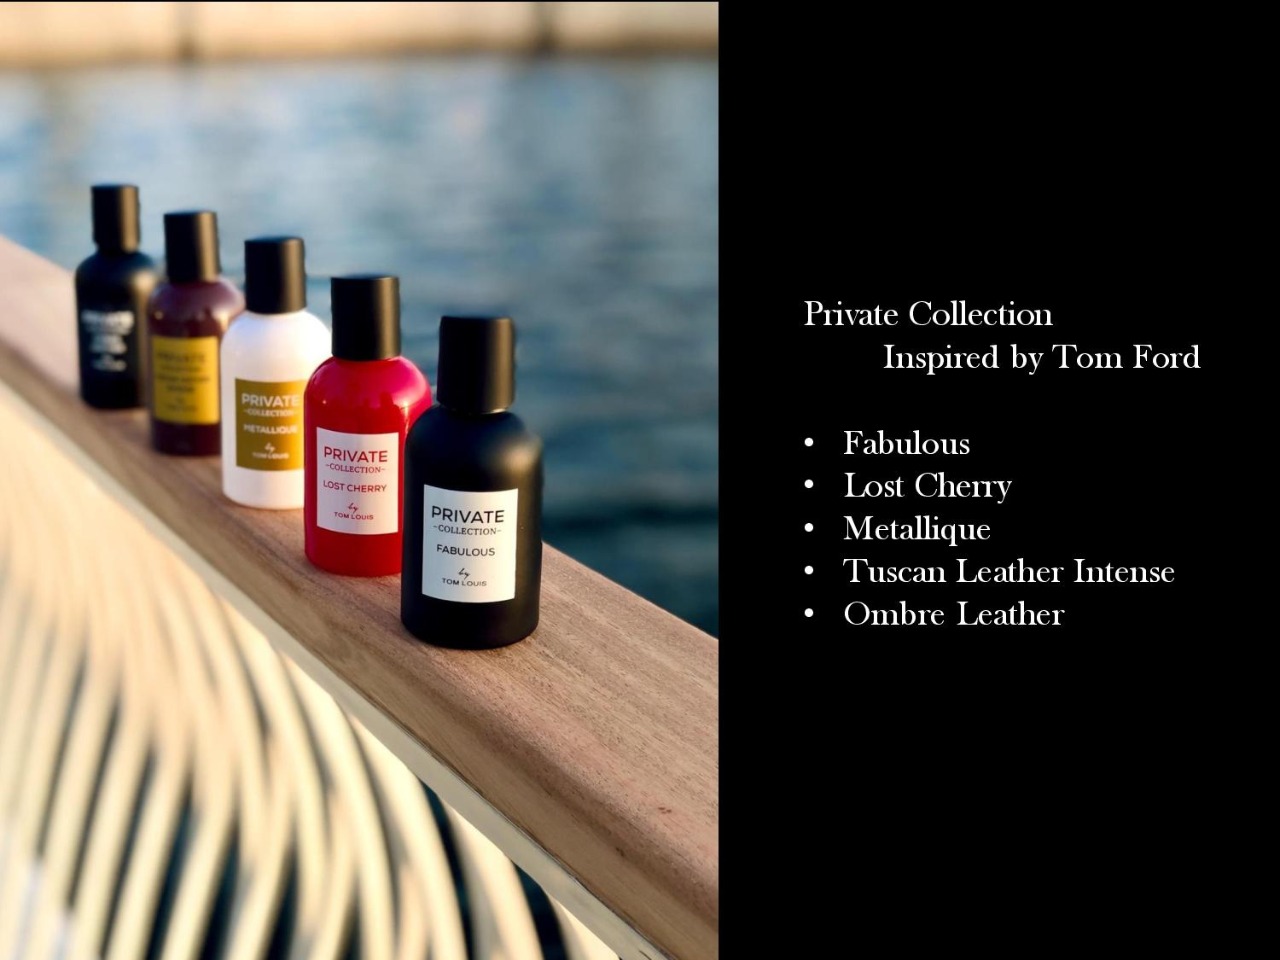 PRIVATE
COLLECTION
METALLIQUE
by
TOM LOUIS
PRIVATE
-COLLECTION-
LOST CHERRY
by
TOM LOUIS
PRIVATE
-COLLECTION-
FABULOUS
by
TOM LOUIS
Private Collection
Inspired by Tom Ford
• Fabulous
• Lost Cherry
• Metallique
• Tuscan Leather Intense
• Ombre Leather